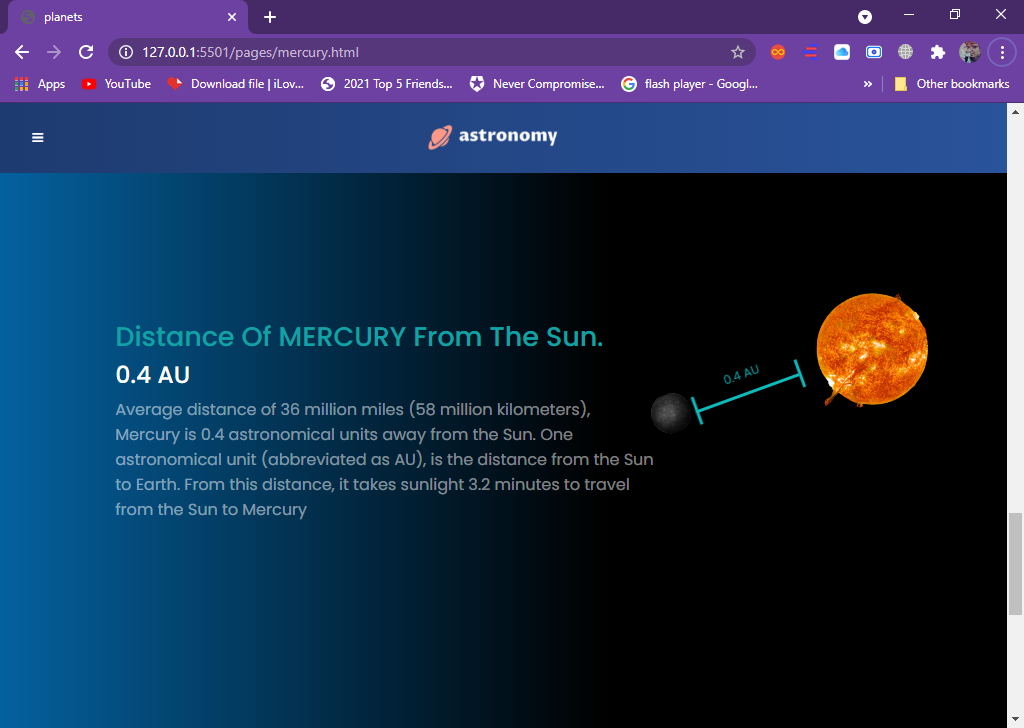 planets
127.0.0.1:5501/pages/mercury.html
Apps
YouTube
Download file | iLov...
2021 Top 5 Friends...
Never Compromise...
flash player - Googl...
»
Other bookmarks
astronomy
Distance Of MERCURY From The Sun.
0.4 AU
Average distance of 36 million miles (58 million kilometers),
Mercury is 0.4 astronomical units away from the Sun. One
astronomical unit (abbreviated as AU), is the distance from the Sun
to Earth. From this distance, it takes sunlight 3.2 minutes to travel
from the Sun to Mercury
0.4 AU